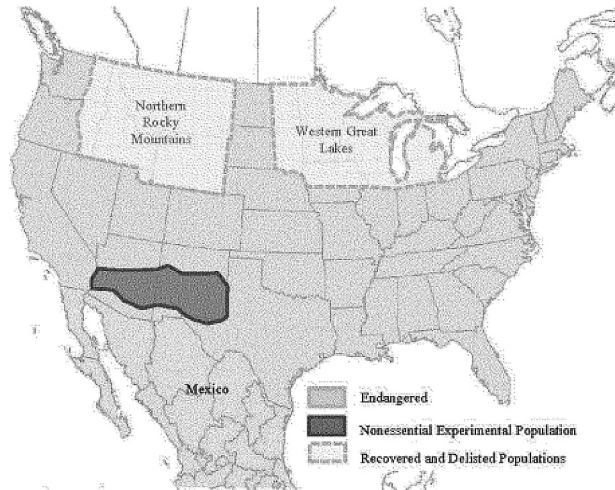 Northern
Rocky
Mountains
Western Great
Lakes
Mexico
Endangered
Nonessential Experimental Population
Recovered and Delisted Populations